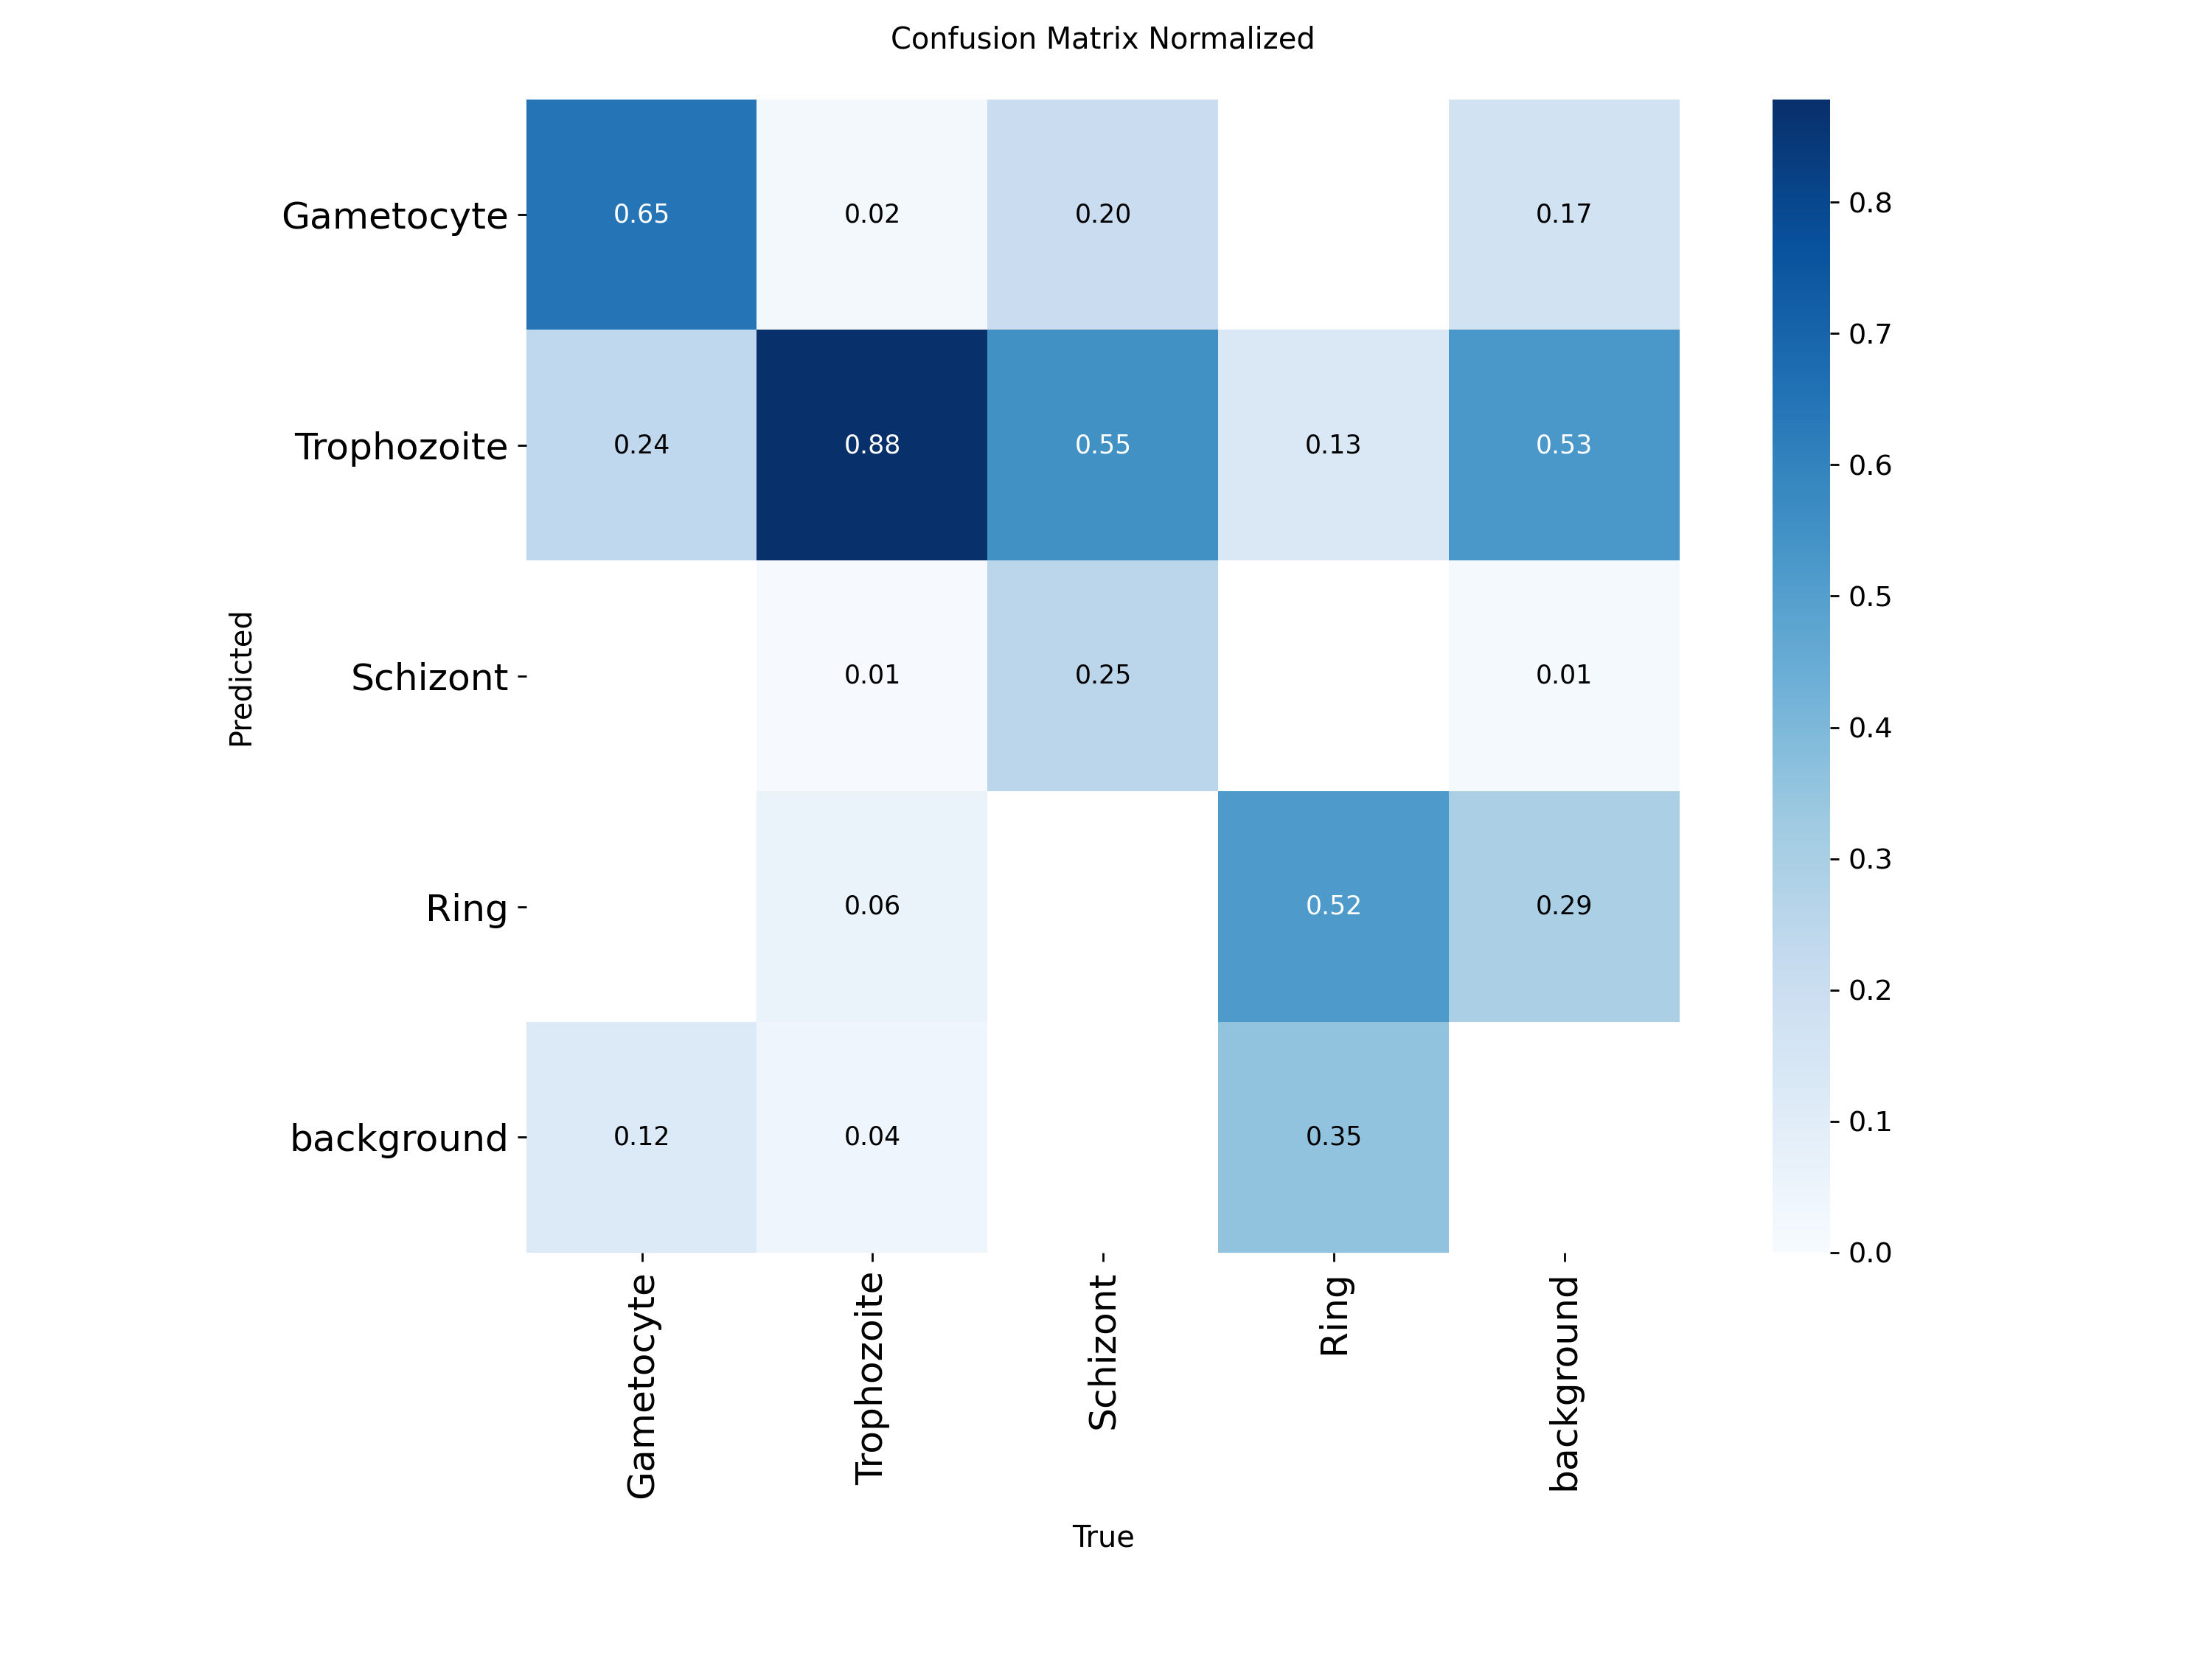 Confusion Matrix Normalized
Gametocyte
0.65
0.02
0.20
0.17
Trophozoite
0.24
0.88
0.55
0.13
0.53
Schizont
0.01
0.25
0.01
Ring
0.06
0.52
0.29
background
0.12
0.04
0.35
Predicted
Gametocyte
Trophozoite
Schizont
Ring
background
True
0.8
0.7
0.6
0.5
0.4
0.3
0.2
0.1
0.0